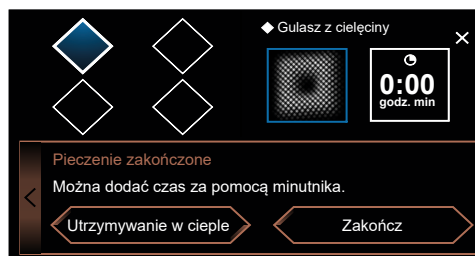 Gulasz z cielęciny
0:00
godz. min
Pieczenie zakończone
Można dodać czas za pomocą minutnika.
Utrzymywanie w cieple
Zakończ